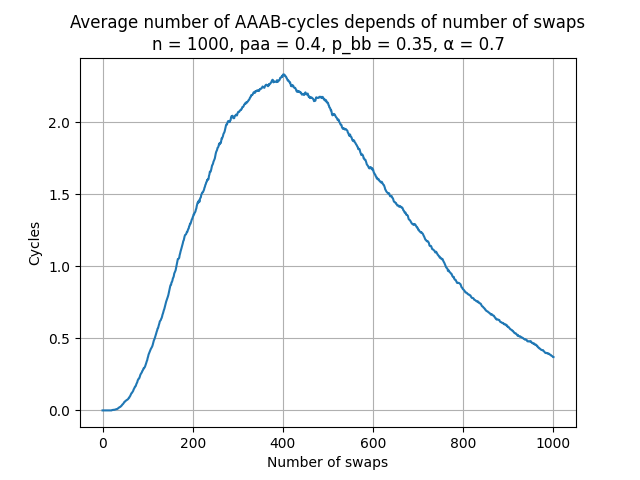 Average number of AAAB-cycles depends of number of swaps
n = 1000, paa = 0.4, p_bb = 0.35, α = 0.7
2.0
1.5
1.0
0.5
0.0
Cycles
0 200 400 600 800 1000
Number of swaps